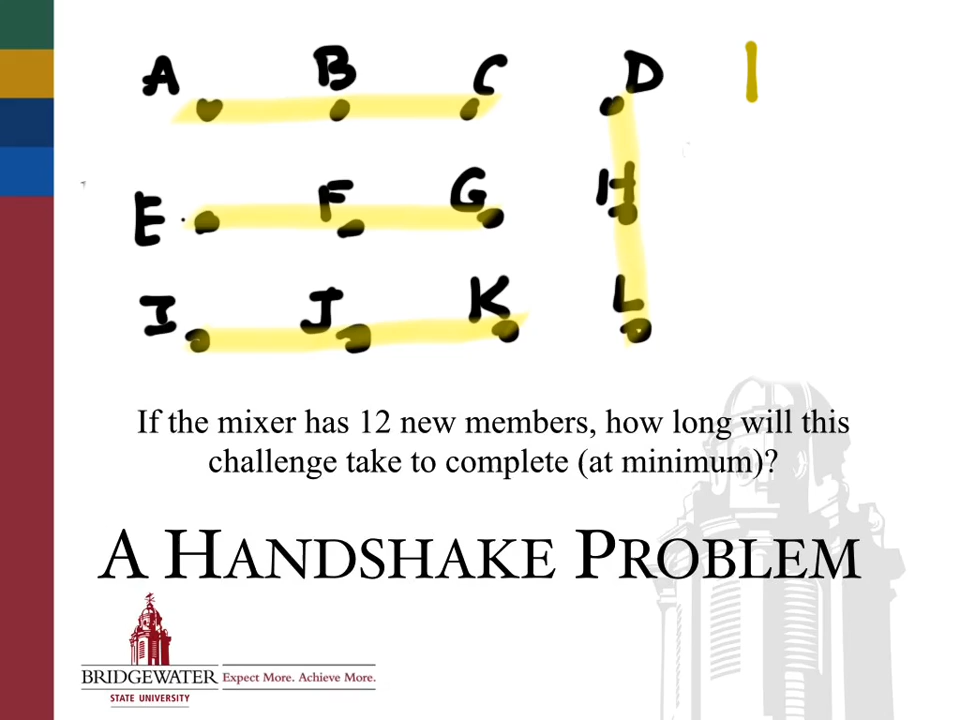 A B C D |
E F G H
I J K L
If the mixer has 12 new members, how long will this
challenge take to complete (at minimum)?
A HANDSHAKE PROBLEM
BRIDGEWATER
STATE UNIVERSITY
Expect More. Achieve More.